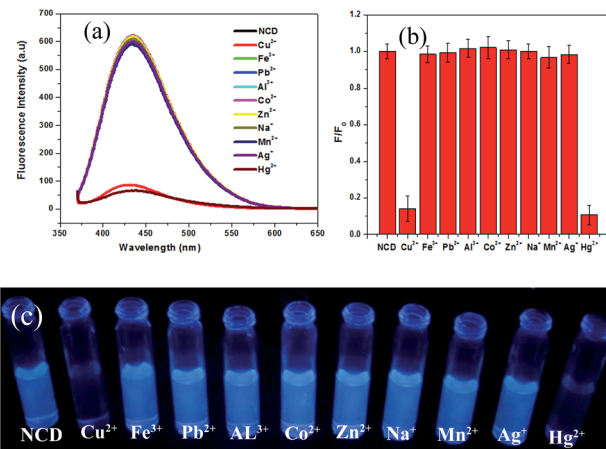 (a)
Fluorescence Intensity (a.u)
700
600
500
400
300
200
100
0
350 400 450 500 550 600 650
Wavelength (nm)
NCD
Cu²⁺
Fe³⁺
Pb²⁺
Al³⁺
Co²⁺
Zn²⁺
Na⁺
Mn²⁺
Ag⁺
Hg²⁺
(b)
F/F₀
1.2
1.0
0.8
0.6
0.4
0.2
0.0
NCD Cu²⁺ Fe³⁺ Pb²⁺ Al³⁺ Co²⁺ Zn²⁺ Na⁺ Mn²⁺ Ag⁺ Hg²⁺
(c)
NCD Cu²⁺ Fe³⁺ Pb²⁺ AL³⁺ Co²⁺ Zn²⁺ Na⁺ Mn²⁺ Ag⁺ Hg²⁺